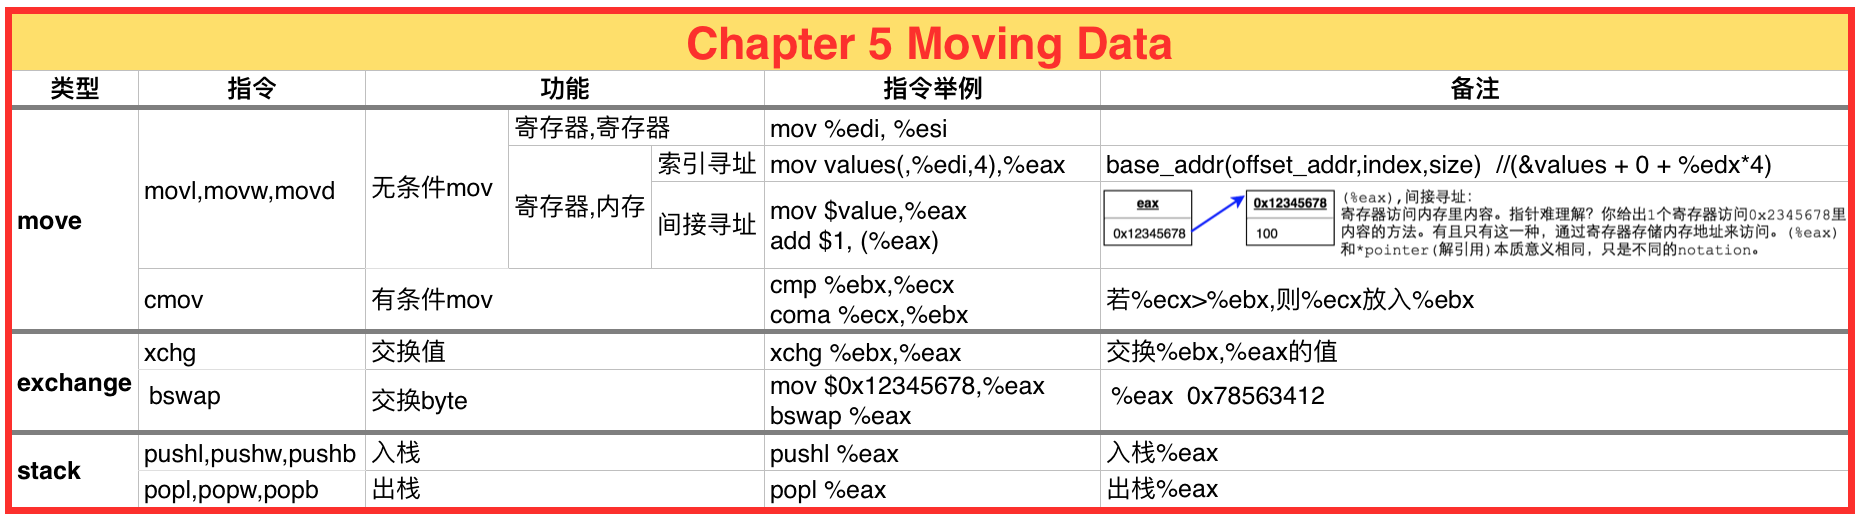 Chapter 5 Moving Data
类型 指令 功能 指令举例 备注
move
movl,movw,movd
无条件mov
寄存器,寄存器
mov %edi, %esi
寄存器,内存
索引寻址
mov values(,%edi,4),%eax
base_addr(offset_addr,index,size) //(&values + 0 + %edx*4)
间接寻址
mov $value,%eax
add $1, (%eax)
eax
0x12345678
0x12345678
100
(%eax),间接寻址:
寄存器访问内存里内容。指针难理解？你给出1个寄存器访问0x2345678里
内容的方法。有且只有这一种，通过寄存器存储内存地址来访问。(%eax)
和*pointer(解引用)本质意义相同，只是不同的notation。
cmov
有条件mov
cmp %ebx,%ecx
coma %ecx,%ebx
若%ecx>%ebx,则%ecx放入%ebx
exchange
xchg
交换值
xchg %ebx,%eax
交换%ebx,%eax的值
bswap
交换byte
mov $0x12345678,%eax
bswap %eax
%eax 0x78563412
stack
pushl,pushw,pushb
入栈
pushl %eax
入栈%eax
popl,popw,popb
出栈
popl %eax
出栈%eax